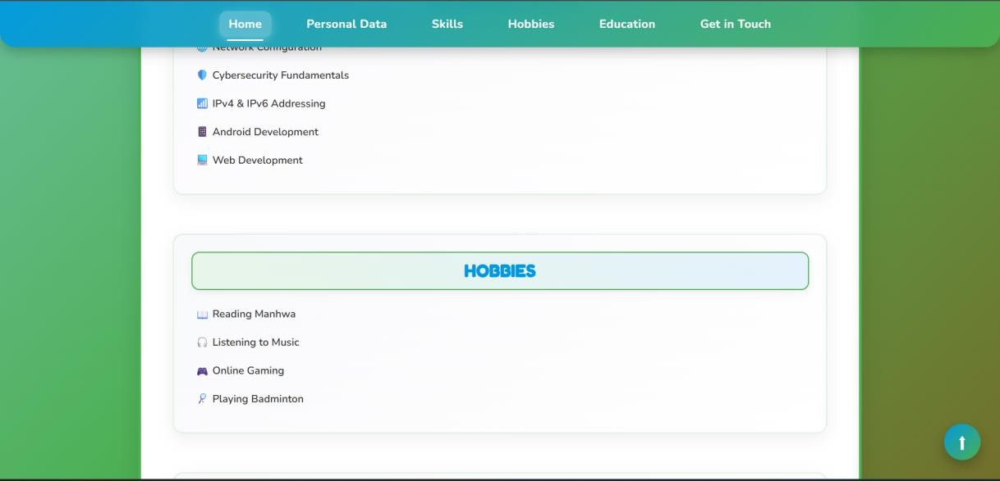 Home Personal Data Skills Hobbies Education Get in Touch
Network Configuration
Cybersecurity Fundamentals
IPv4 & IPv6 Addressing
Android Development
Web Development
HOBBIES
Reading Manhwa
Listening to Music
Online Gaming
Playing Badminton